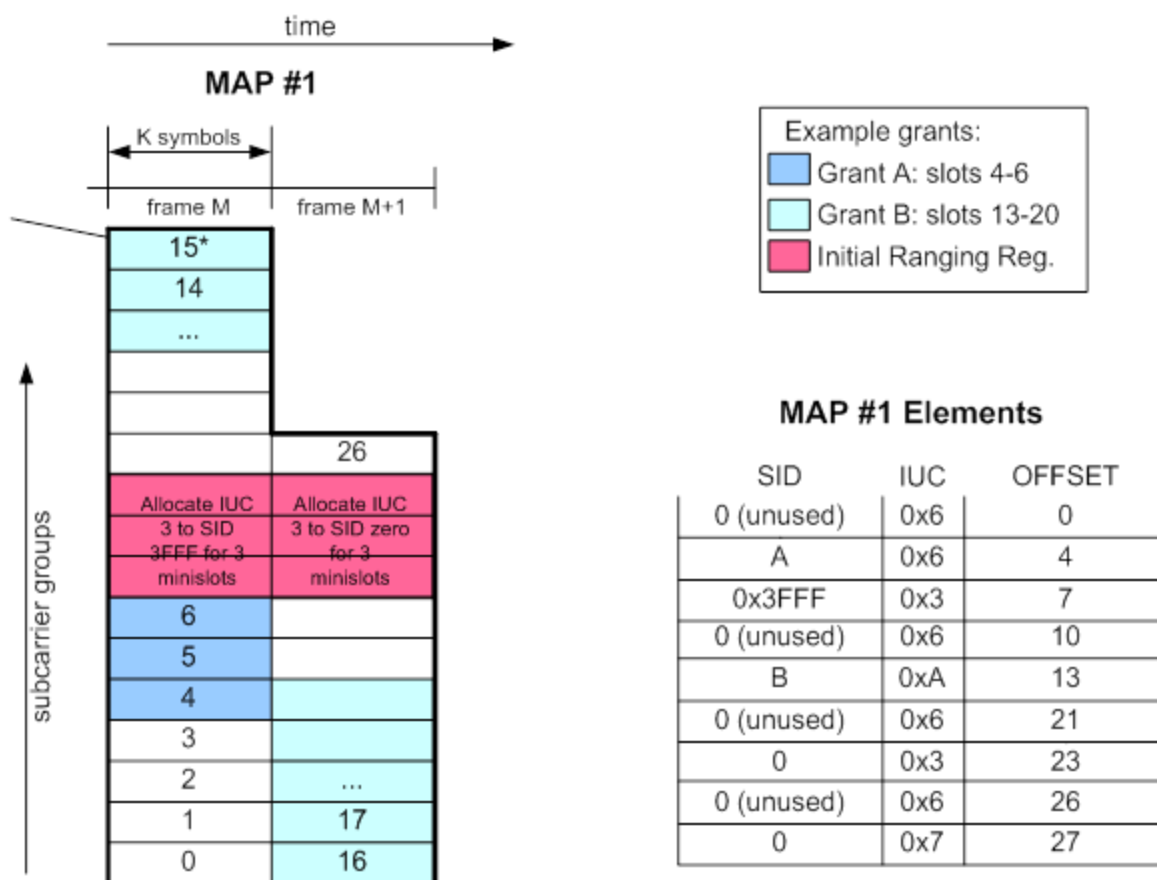 time
MAP #1
K symbols
frame M
frame M+1
15*
14
...
26
Allocate IUC
3 to SID
3FFF for 3
minislots
Allocate IUC
3 to SID zero
for 3
minislots
6
5
4
3
2
...
1
17
0
16
subcarrier groups
Example grants:
Grant A: slots 4-6
Grant B: slots 13-20
Initial Ranging Reg.
MAP #1 Elements
SID IUC OFFSET
0 (unused) 0x6 0
A 0x6 4
0x3FFF 0x3 7
0 (unused) 0x6 10
B 0xA 13
0 (unused) 0x6 21
0 0x3 23
0 (unused) 0x6 26
0 0x7 27